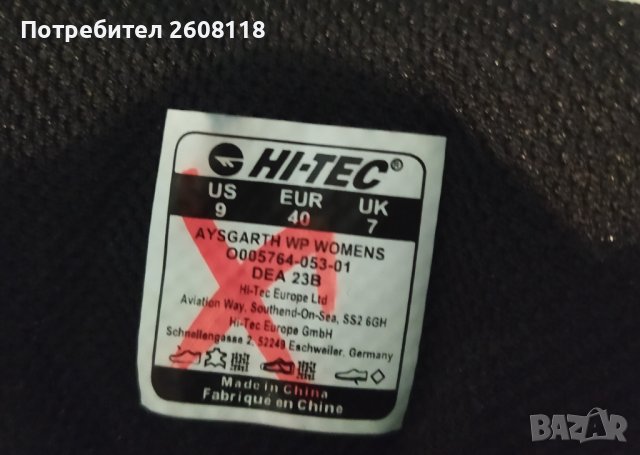 Потребител 2608118
HI-TEC®
US EUR UK
9 40 7
AYSGARTH WP WOMENS
O005764-053-01
DEA 23B
Hi-Tec Europe Ltd
Aviation Way, Southend-On-Sea, SS2 6GH
Hi-Tec Europe GmbH
Schnellengasse 2, 52249 Eschweiler, Germany
Made in China
Fabriqué en Chine
BAZAR